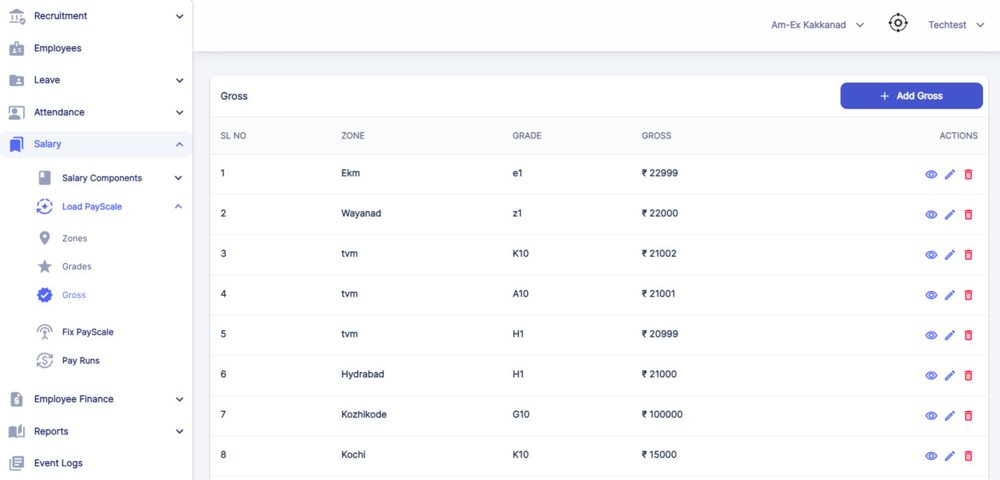 Recruitment
Employees
Leave
Attendance
Salary
Salary Components
Load PayScale
Zones
Grades
Gross
Fix PayScale
Pay Runs
Employee Finance
Reports
Event Logs
Am-Ex Kakkanad Techtest
Gross + Add Gross
SL NO ZONE GRADE GROSS ACTIONS
1 Ekm e1 ₹ 22999
2 Wayanad z1 ₹ 22000
3 tvm K10 ₹ 21002
4 tvm A10 ₹ 21001
5 tvm H1 ₹ 20999
6 Hydrabad H1 ₹ 21000
7 Kozhikode G10 ₹ 100000
8 Kochi K10 ₹ 15000